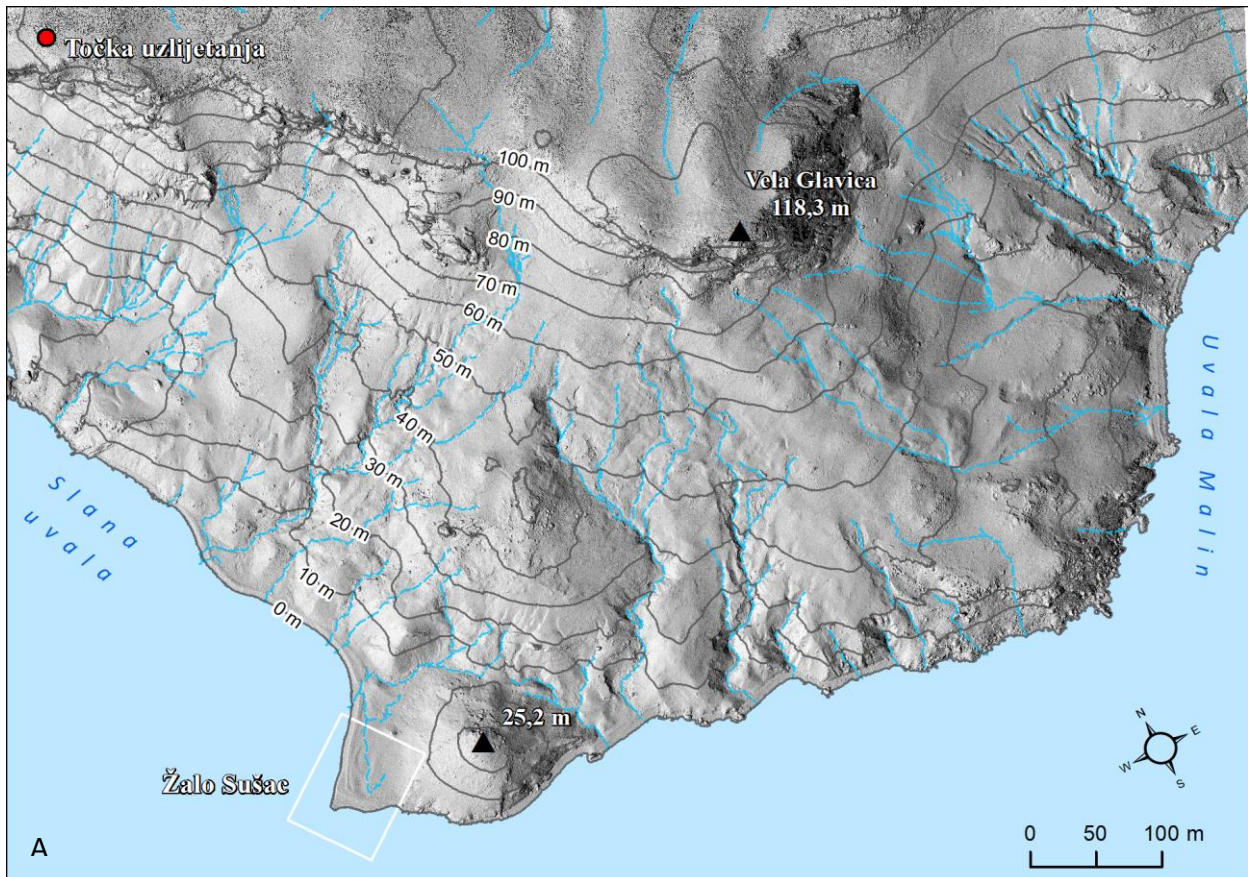 Točka uzlijetanja
100 m
90 m
80 m
70 m
60 m
50 m
40 m
30 m
20 m
10 m
0 m
Vela Glavica
118,3 m
Uvala Malin
Slana
uvala
25,2 m
Žalo Sušac
N
E
W
S
0 50 100 m
A